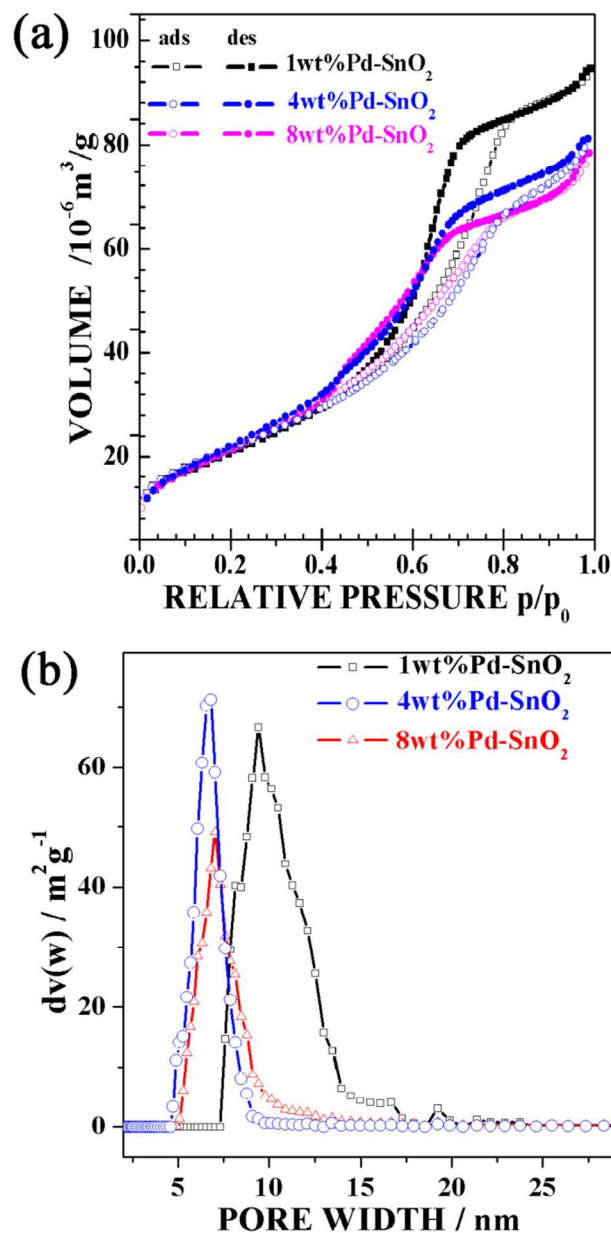 (a)
ads des
1wt%Pd-SnO₂
4wt%Pd-SnO₂
8wt%Pd-SnO₂
100
80
60
40
20
VOLUME /10⁻⁶m³/g
0.0 0.2 0.4 0.6 0.8 1.0
RELATIVE PRESSURE p/p₀
(b)
1wt%Pd-SnO₂
4wt%Pd-SnO₂
8wt%Pd-SnO₂
60
40
20
0
dv(w) / m²g⁻¹
5 10 15 20 25
PORE WIDTH / nm